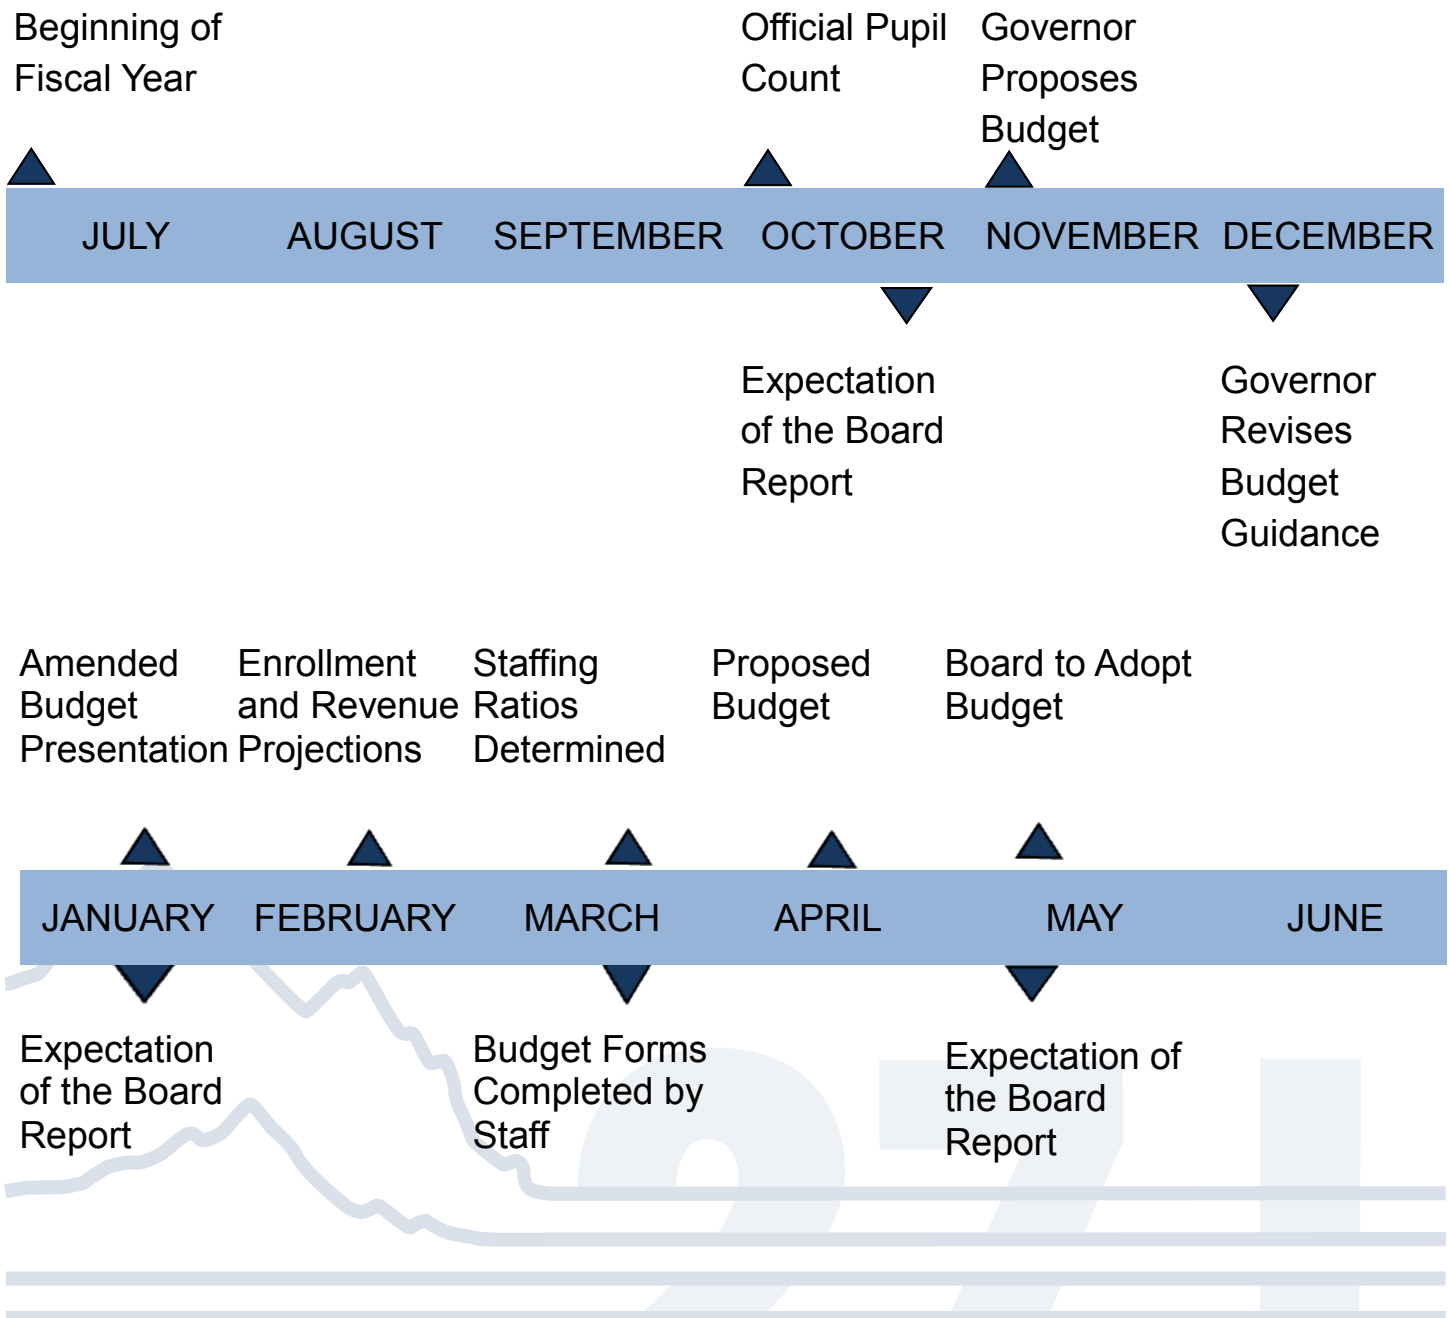 Beginning of
Fiscal Year
Official Pupil
Count
Governor
Proposes
Budget
JULY AUGUST SEPTEMBER OCTOBER NOVEMBER DECEMBER
Expectation
of the Board
Report
Governor
Revises
Budget
Guidance
Amended
Budget
Presentation
Enrollment
and Revenue
Projections
Staffing
Ratios
Determined
Proposed
Budget
Board to Adopt
Budget
JANUARY FEBRUARY MARCH APRIL MAY JUNE
Expectation
of the Board
Report
Budget Forms
Completed by
Staff
Expectation of
the Board
Report
27J